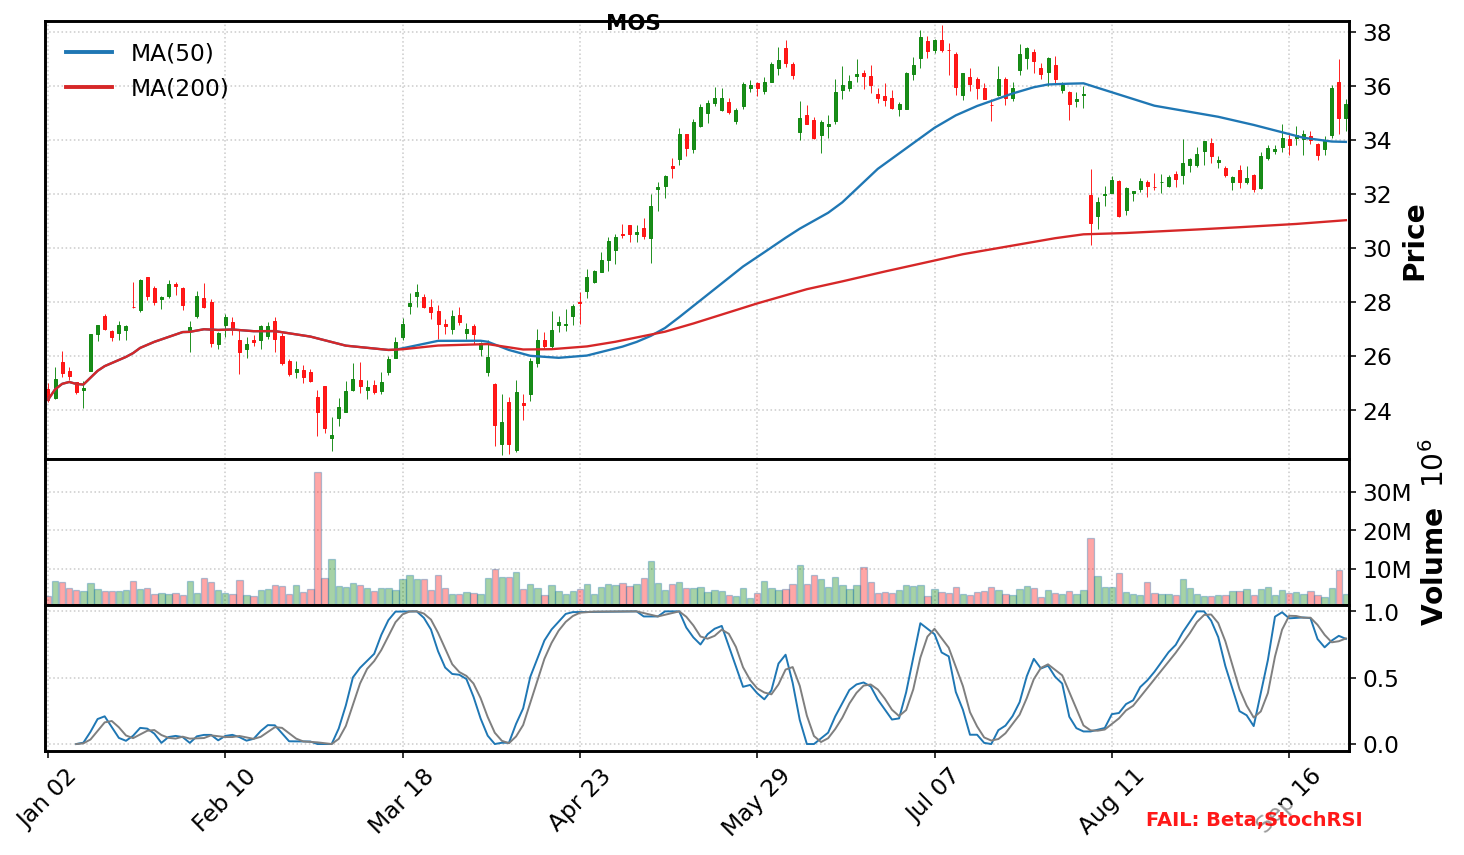 MOS
MA(50)
MA(200)
38
36
34
32
30
28
26
24
Price
30M
20M
10M
Volume 10^6
1.0
0.5
0.0
Jan 02
Feb 10
Mar 18
Apr 23
May 29
Jul 07
Aug 11
Sep 16
FAIL: Beta,StochRSI